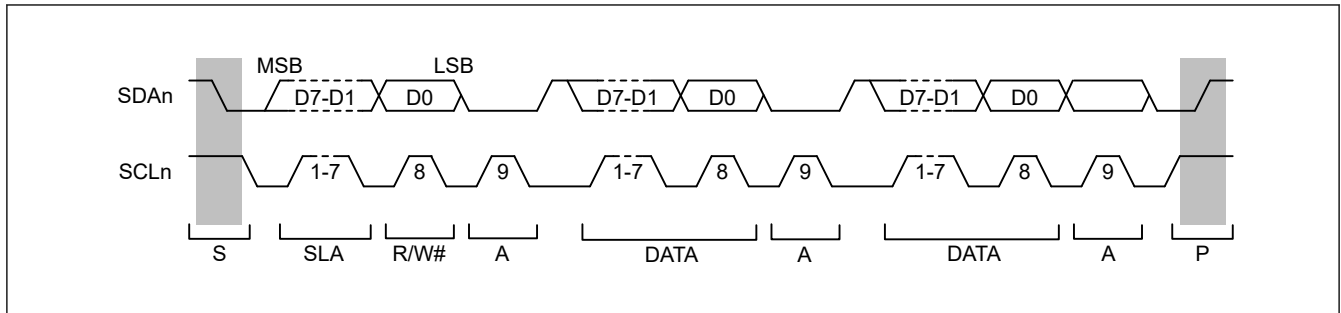 MSB LSB
SDAn D7-D1 D0 D7-D1 D0 D7-D1 D0
SCLn 1-7 8 9 1-7 8 9 1-7 8 9
S SLA R/W# A DATA A DATA A P